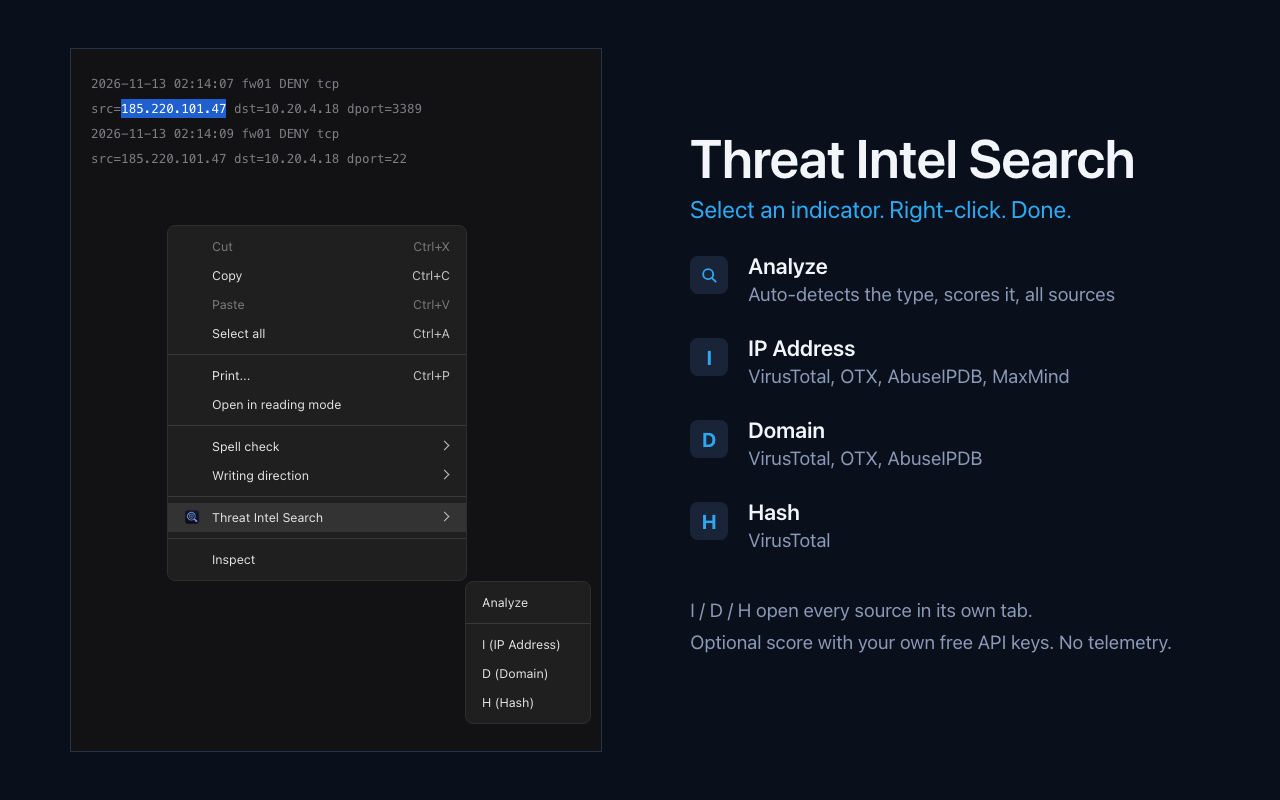 2026-11-13 02:14:07 fw01 DENY tcp
src=185.220.101.47 dst=10.20.4.18 dport=3389
2026-11-13 02:14:09 fw01 DENY tcp
src=185.220.101.47 dst=10.20.4.18 dport=22
Cut Ctrl+X
Copy Ctrl+C
Paste Ctrl+V
Select all Ctrl+A
Print... Ctrl+P
Open in reading mode
Spell check
Writing direction
Threat Intel Search
Inspect
Analyze
I (IP Address)
D (Domain)
H (Hash)
Threat Intel Search
Select an indicator. Right-click. Done.
Analyze
Auto-detects the type, scores it, all sources
I
IP Address
VirusTotal, OTX, AbuseIPDB, MaxMind
D
Domain
VirusTotal, OTX, AbuseIPDB
H
Hash
VirusTotal
I / D / H open every source in its own tab.
Optional score with your own free API keys. No telemetry.